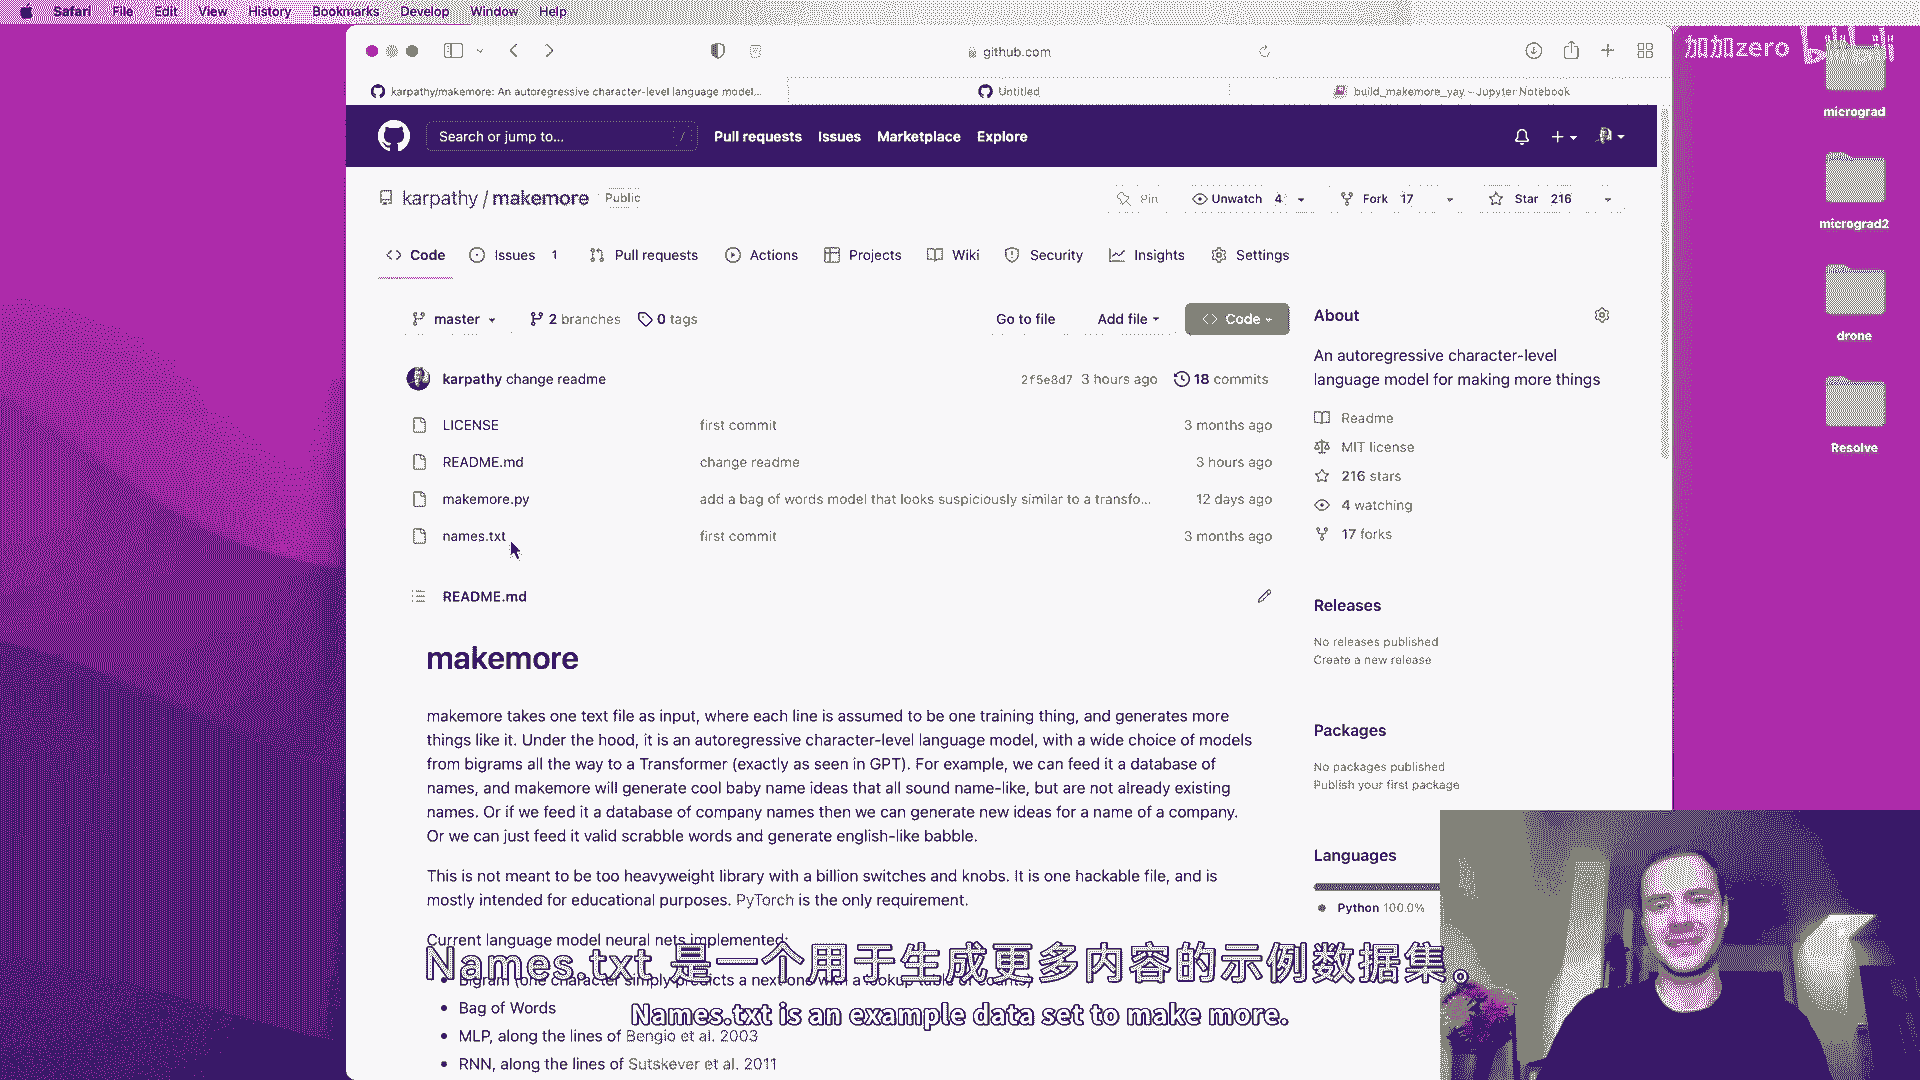 Safari File Edit View History Bookmarks Develop Window Help
github.com
加加zero bilibili
karpathy/makemore: An autoregressive character-level language model...
Untitled
build_makemore_yay - Jupyter Notebook
micrograd
Search or jump to... /
Pull requests Issues Marketplace Explore
karpathy / makemore Public
Pin
Unwatch 4
Fork 17
Star 216
micrograd2
Code
Issues 1
Pull requests
Actions
Projects
Wiki
Security
Insights
Settings
master
2 branches
0 tags
Go to file
Add file
Code
About
drone
An autoregressive character-level
language model for making more things
karpathy change readme
2f5e8d7 3 hours ago
18 commits
LICENSE first commit 3 months ago
Readme
README.md change readme 3 hours ago
MIT license
Resolve
216 stars
makemore.py add a bag of words model that looks suspiciously similar to a transfo... 12 days ago
4 watching
names.txt first commit 3 months ago
17 forks
README.md
Releases
No releases published
Create a new release
makemore
makemore takes one text file as input, where each line is assumed to be one training thing, and generates more
things like it. Under the hood, it is an autoregressive character-level language model, with a wide choice of models
from bigrams all the way to a Transformer (exactly as seen in GPT). For example, we can feed it a database of
names, and makemore will generate cool baby name ideas that all sound name-like, but are not already existing
names. Or if we feed it a database of company names then we can generate new ideas for a name of a company.
Or we can just feed it valid scrabble words and generate english-like babble.
Packages
No packages published
Publish your first package
This is not meant to be too heavyweight library with a billion switches and knobs. It is one hackable file, and is
mostly intended for educational purposes. PyTorch is the only requirement.
Languages
Python 100.0%
Current language model neural nets implemented:
Bigram (one character simply predicts a next one with a lookup table of counts)
Names.txt 是一个用于生成更多内容的示例数据集。
Bag of Words
Names.txt is an example data set to make more.
MLP, along the lines of Bengio et al. 2003
RNN, along the lines of Sutskever et al. 2011